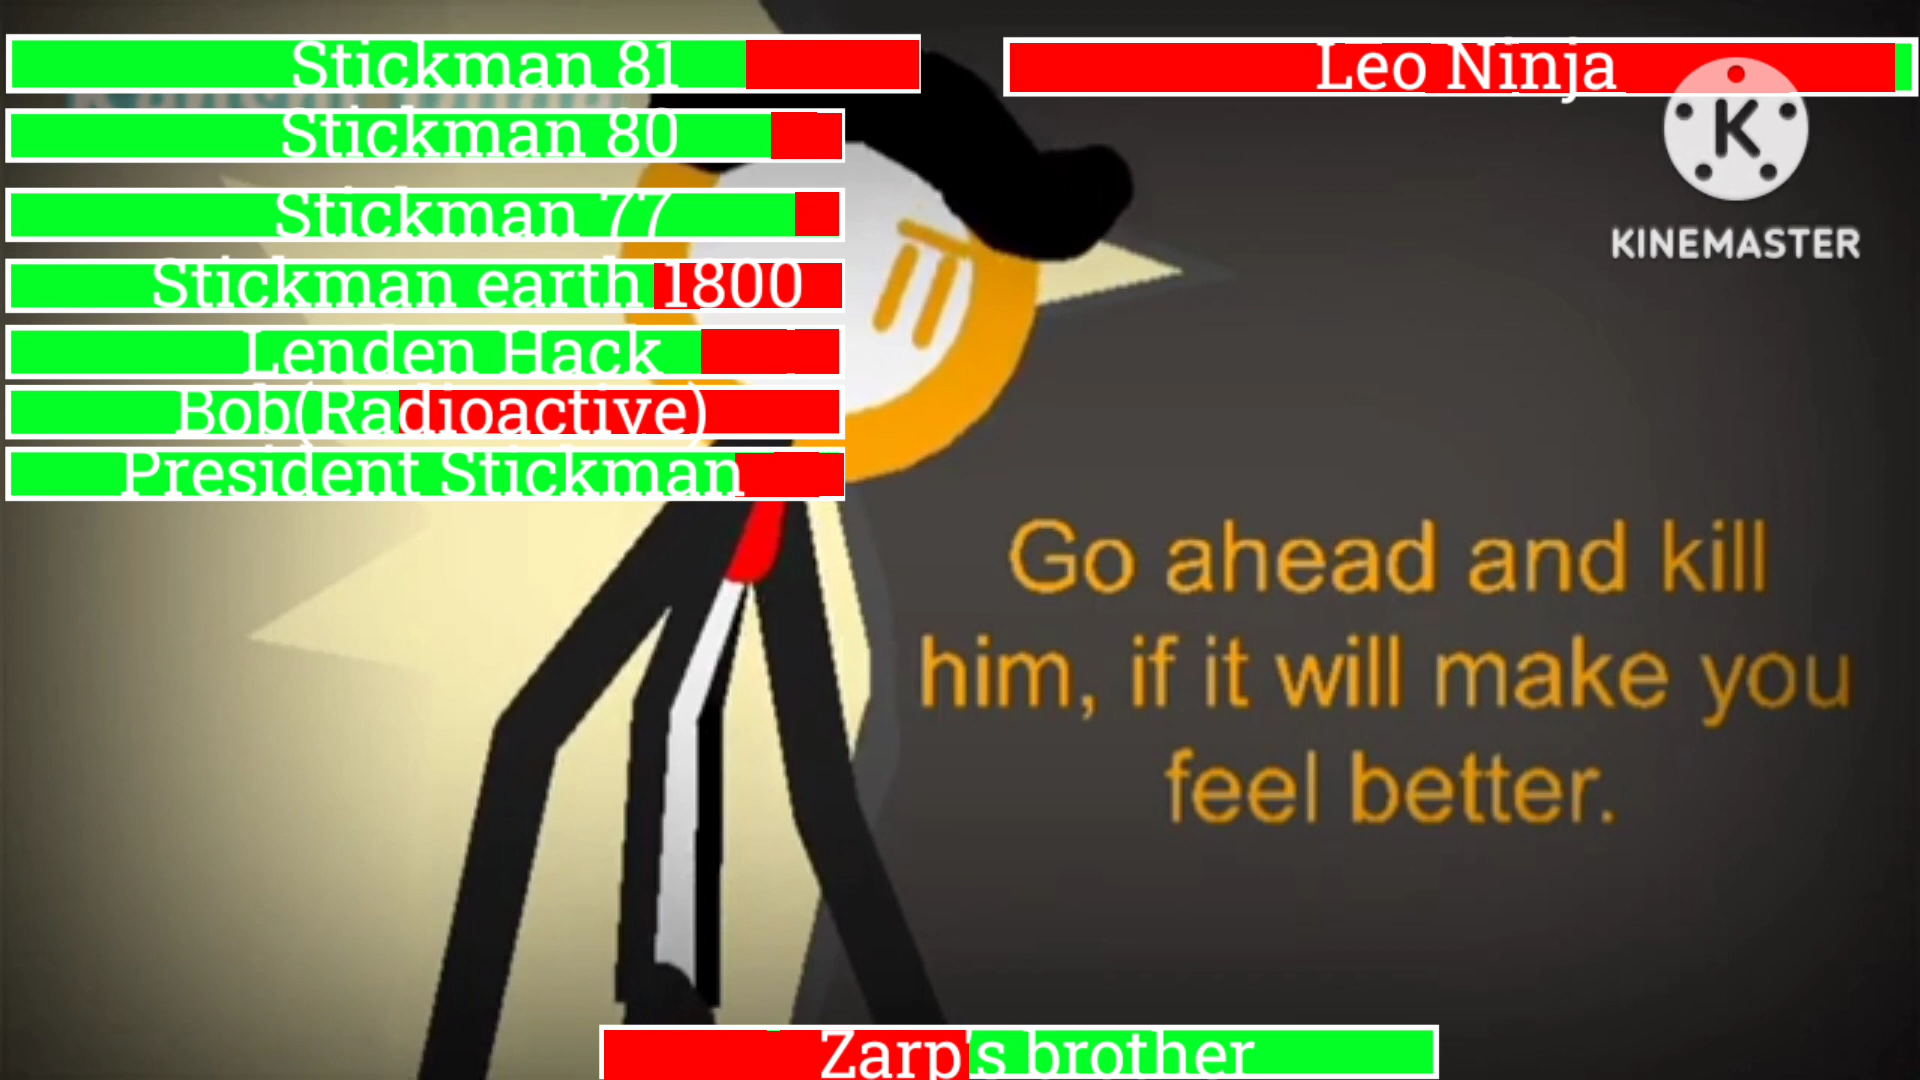 Stickman 81
Leo Ninja
Stickman 80
K
KINEMASTER
Stickman 77
Stickman earth 1800
Lenden Hack
Bob(Radioactive)
President Stickman
Go ahead and kill
him, if it will make you
feel better.
Zarp's brother